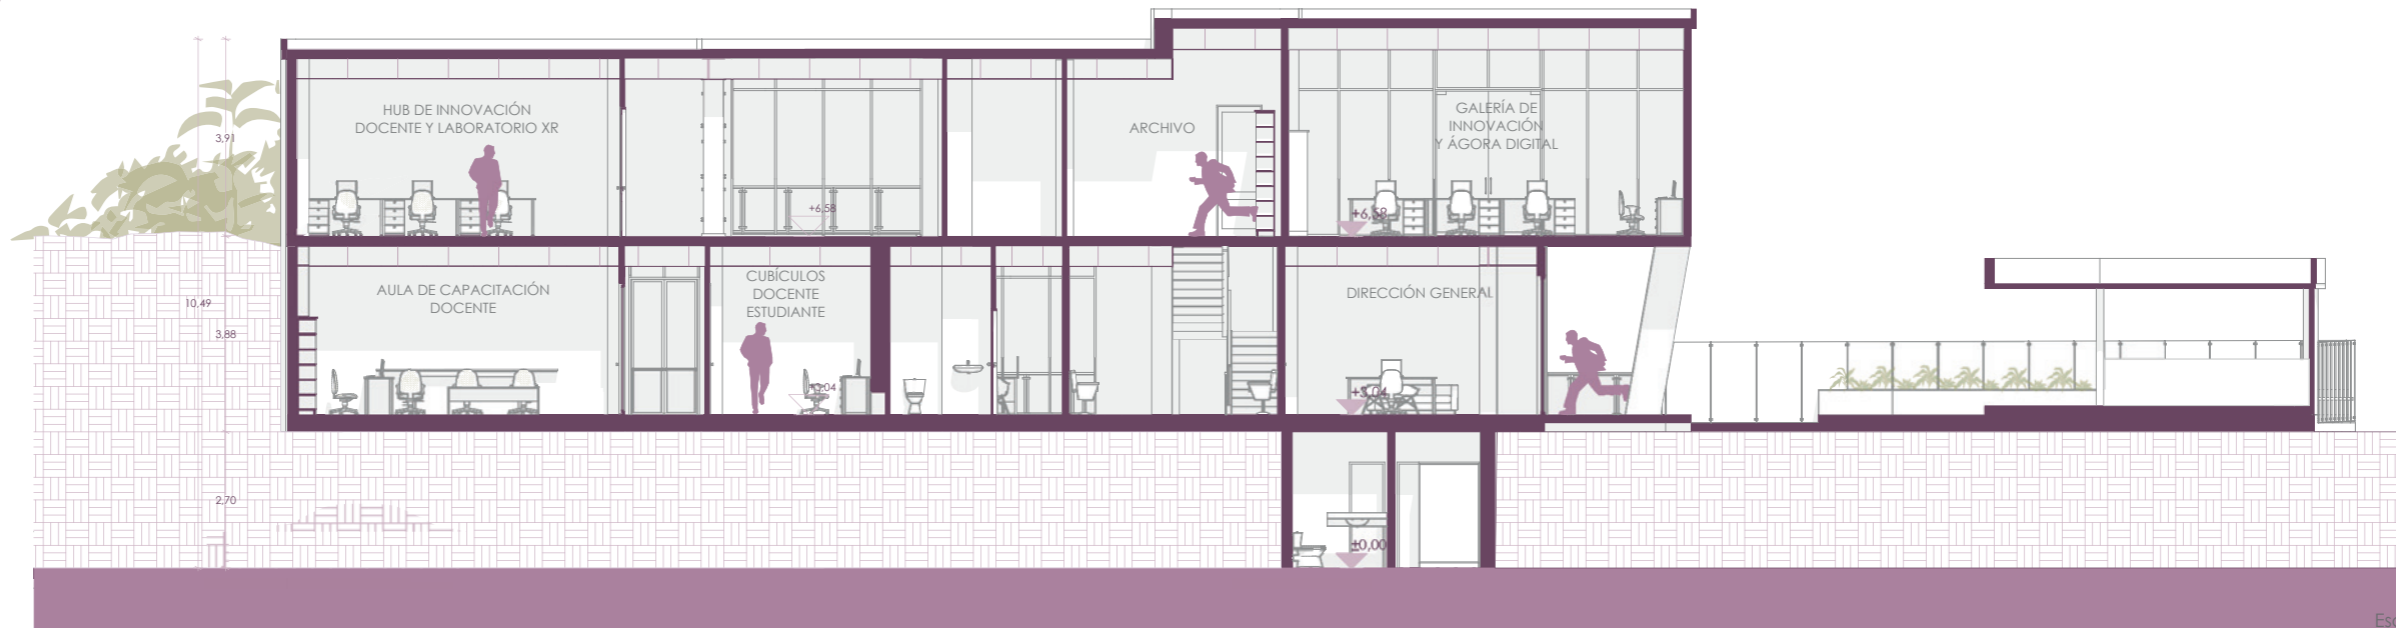 HUB DE INNOVACIÓN
DOCENTE Y LABORATORIO XR
ARCHIVO
GALERÍA DE
INNOVACIÓN
Y ÁGORA DIGITAL
3,91
+6,58
+6,58
AULA DE CAPACITACIÓN
DOCENTE
CUBÍCULOS
DOCENTE
ESTUDIANTE
DIRECCIÓN GENERAL
10,49
3,88
+3,04
+3,04
2,70
±0,00
Esc